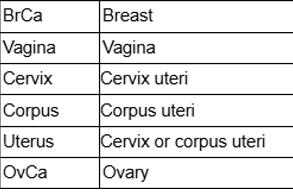 BrCa Breast
Vagina Vagina
Cervix Cervix uteri
Corpus Corpus uteri
Uterus Cervix or corpus uteri
OvCa Ovary